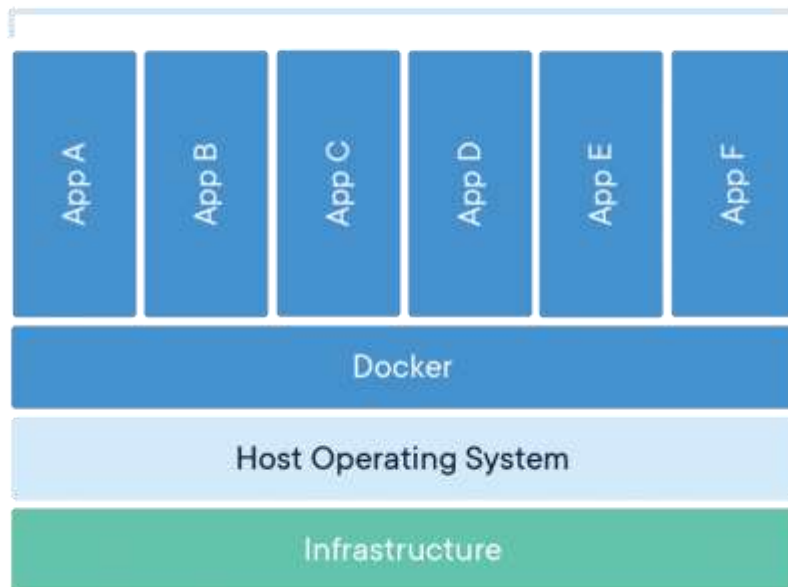 App A
App B
App C
App D
App E
App F
Docker
Host Operating System
Infrastructure